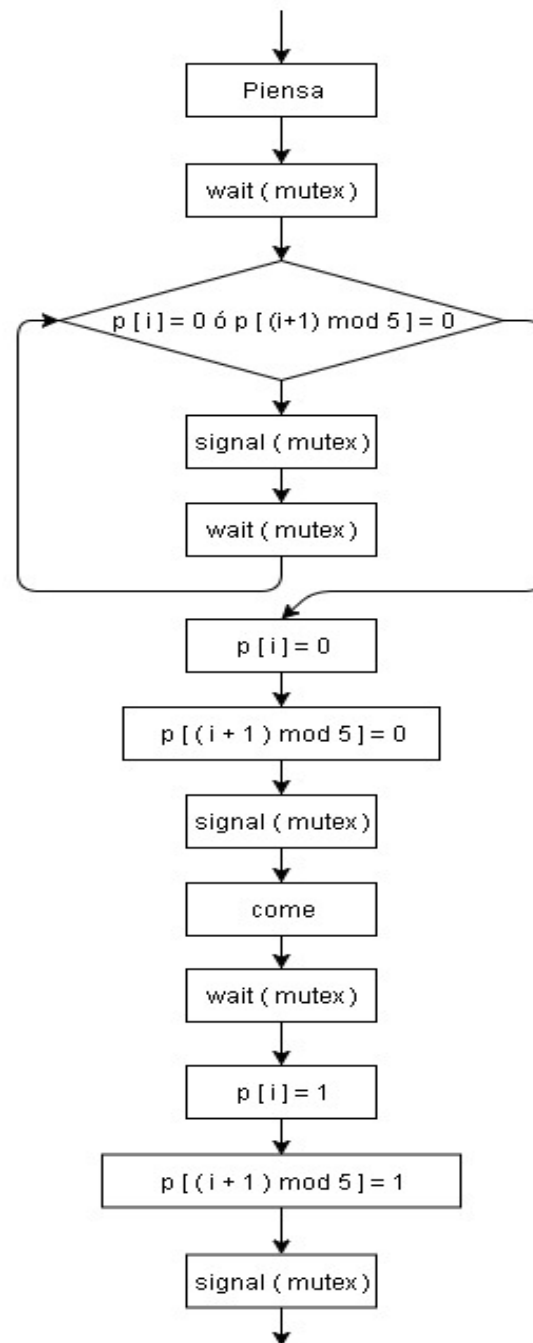 Piensa
wait ( mutex )
p [ i ] = 0 ó p [ (i+1) mod 5 ] = 0
signal ( mutex )
wait ( mutex )
p [ i ] = 0
p [ ( i + 1 ) mod 5 ] = 0
signal ( mutex )
come
wait ( mutex )
p [ i ] = 1
p [ ( i + 1 ) mod 5 ] = 1
signal ( mutex )